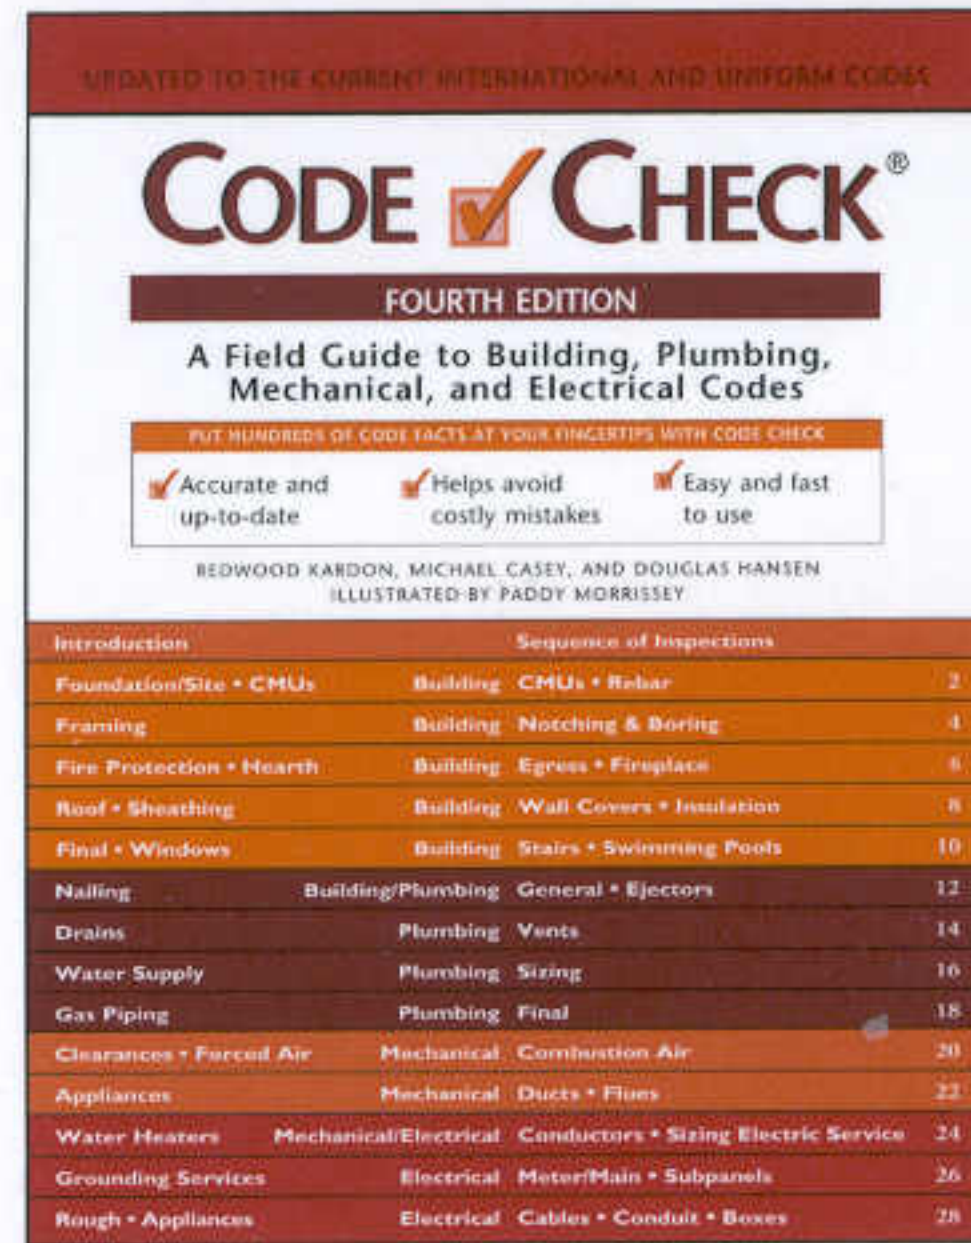 UPDATED TO THE CURRENT INTERNATIONAL AND UNIFORM CODES
CODE CHECK®
FOURTH EDITION
A Field Guide to Building, Plumbing,
Mechanical, and Electrical Codes
PUT HUNDREDS OF CODE FACTS AT YOUR FINGERTIPS WITH CODE CHECK
Accurate and up-to-date
Helps avoid costly mistakes
Easy and fast to use
REDWOOD KARDON, MICHAEL CASEY, AND DOUGLAS HANSEN
ILLUSTRATED BY PADDY MORRISSEY
Introduction Sequence of Inspections
Foundation/Site • CMUs Building CMUs • Rebar 2
Framing Building Notching & Boring 4
Fire Protection • Hearth Building Egress • Fireplace 6
Roof • Sheathing Building Wall Covers • Insulation 8
Final • Windows Building Stairs • Swimming Pools 10
Nailing Building/Plumbing General • Ejectors 12
Drains Plumbing Vents 14
Water Supply Plumbing Sizing 16
Gas Piping Plumbing Final 18
Clearances • Forced Air Mechanical Combustion Air 20
Appliances Mechanical Ducts • Flues 22
Water Heaters Mechanical/Electrical Conductors • Sizing Electric Service 24
Grounding Services Electrical Meter/Main • Subpanels 26
Rough • Appliances Electrical Cables • Conduit • Boxes 28